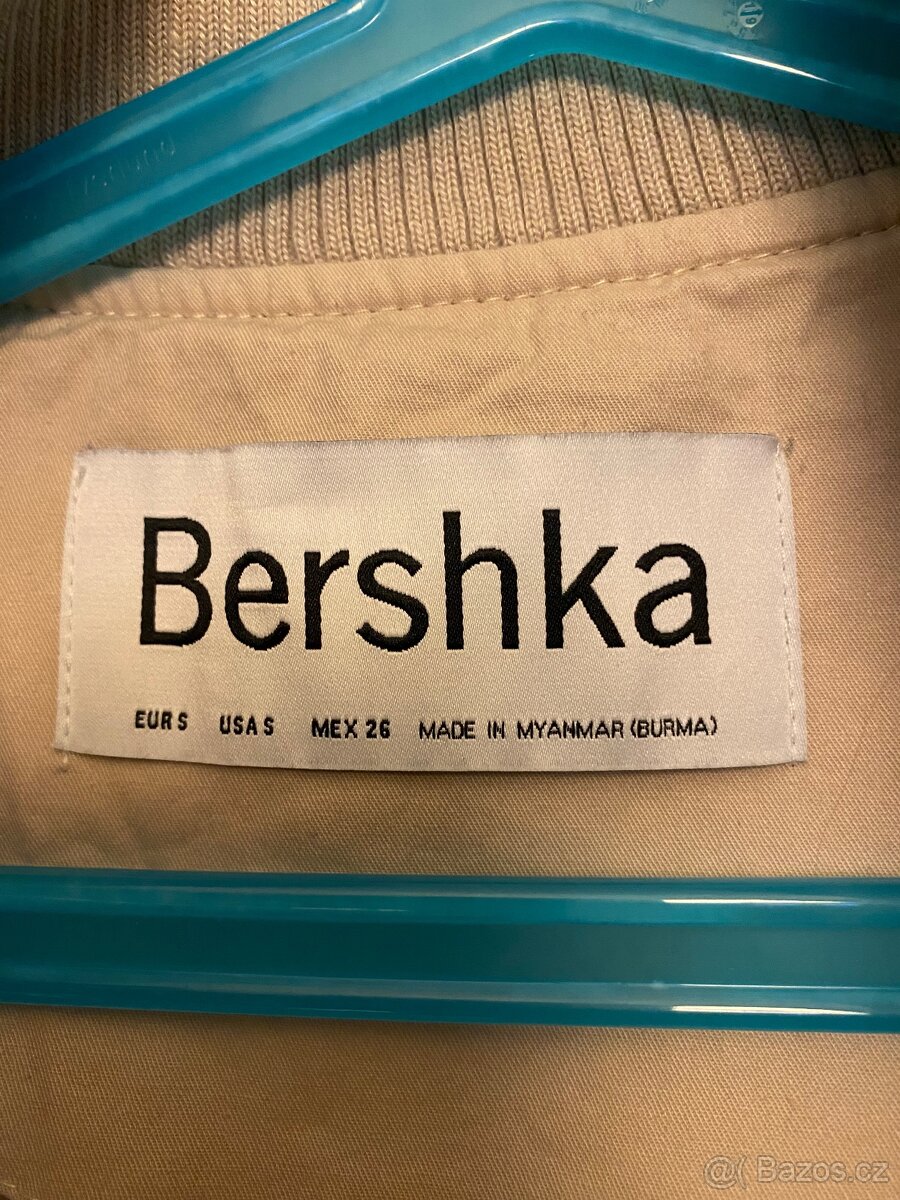 Bershka
EUR S USA S MEX 26 MADE IN MYANMAR (BURMA)
@( Bazos.cz